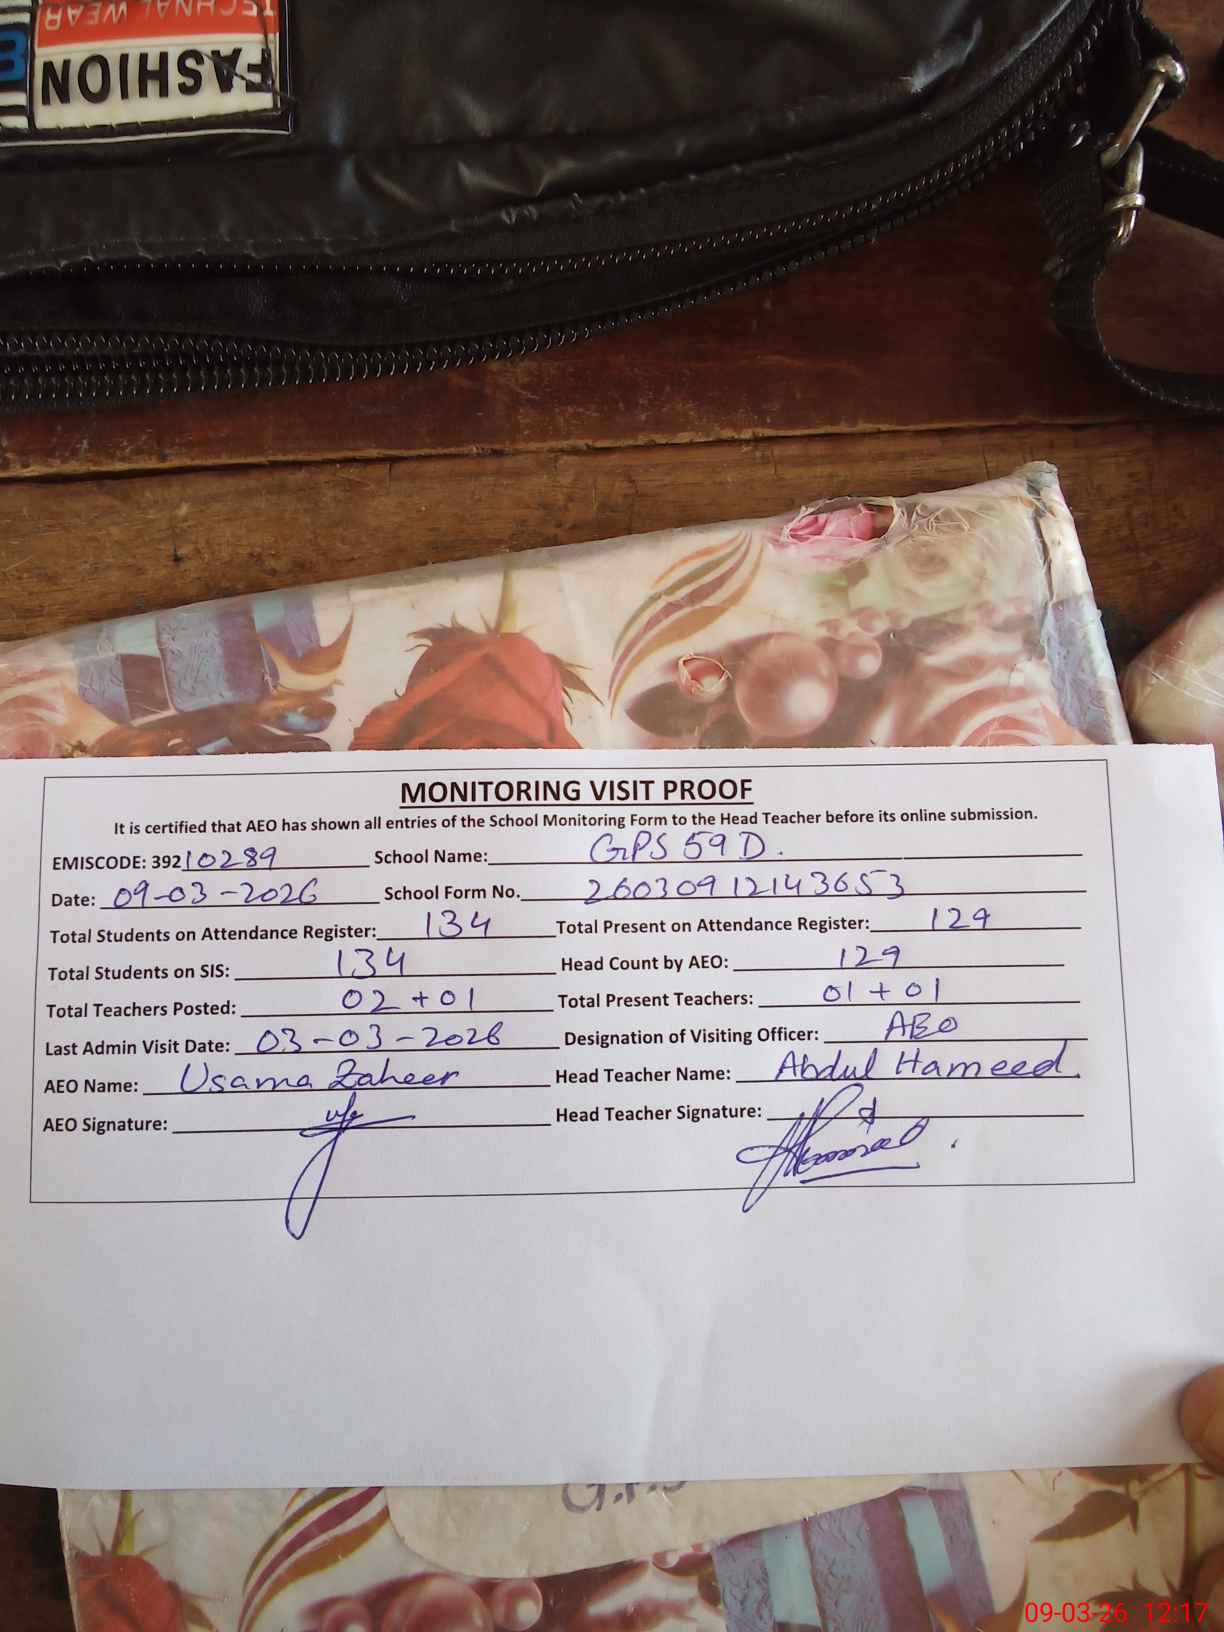 TECHNAL WEAR
FASHION
MONITORING VISIT PROOF
It is certified that AEO has shown all entries of the School Monitoring Form to the Head Teacher before its online submission.
EMISCODE: 39210289 School Name: GPS 59 D.
Date: 09-03-2026 School Form No. 26030912143653
Total Students on Attendance Register: 134 Total Present on Attendance Register: 129
Total Students on SIS: 134 Head Count by AEO: 129
Total Teachers Posted: 02 + 01 Total Present Teachers: 01 + 01
Last Admin Visit Date: 03-03-2026 Designation of Visiting Officer: AEO
AEO Name: Usama Zaheer Head Teacher Name: Abdul Hameed.
AEO Signature: Head Teacher Signature:
G.P.S
09-03-26 12:17